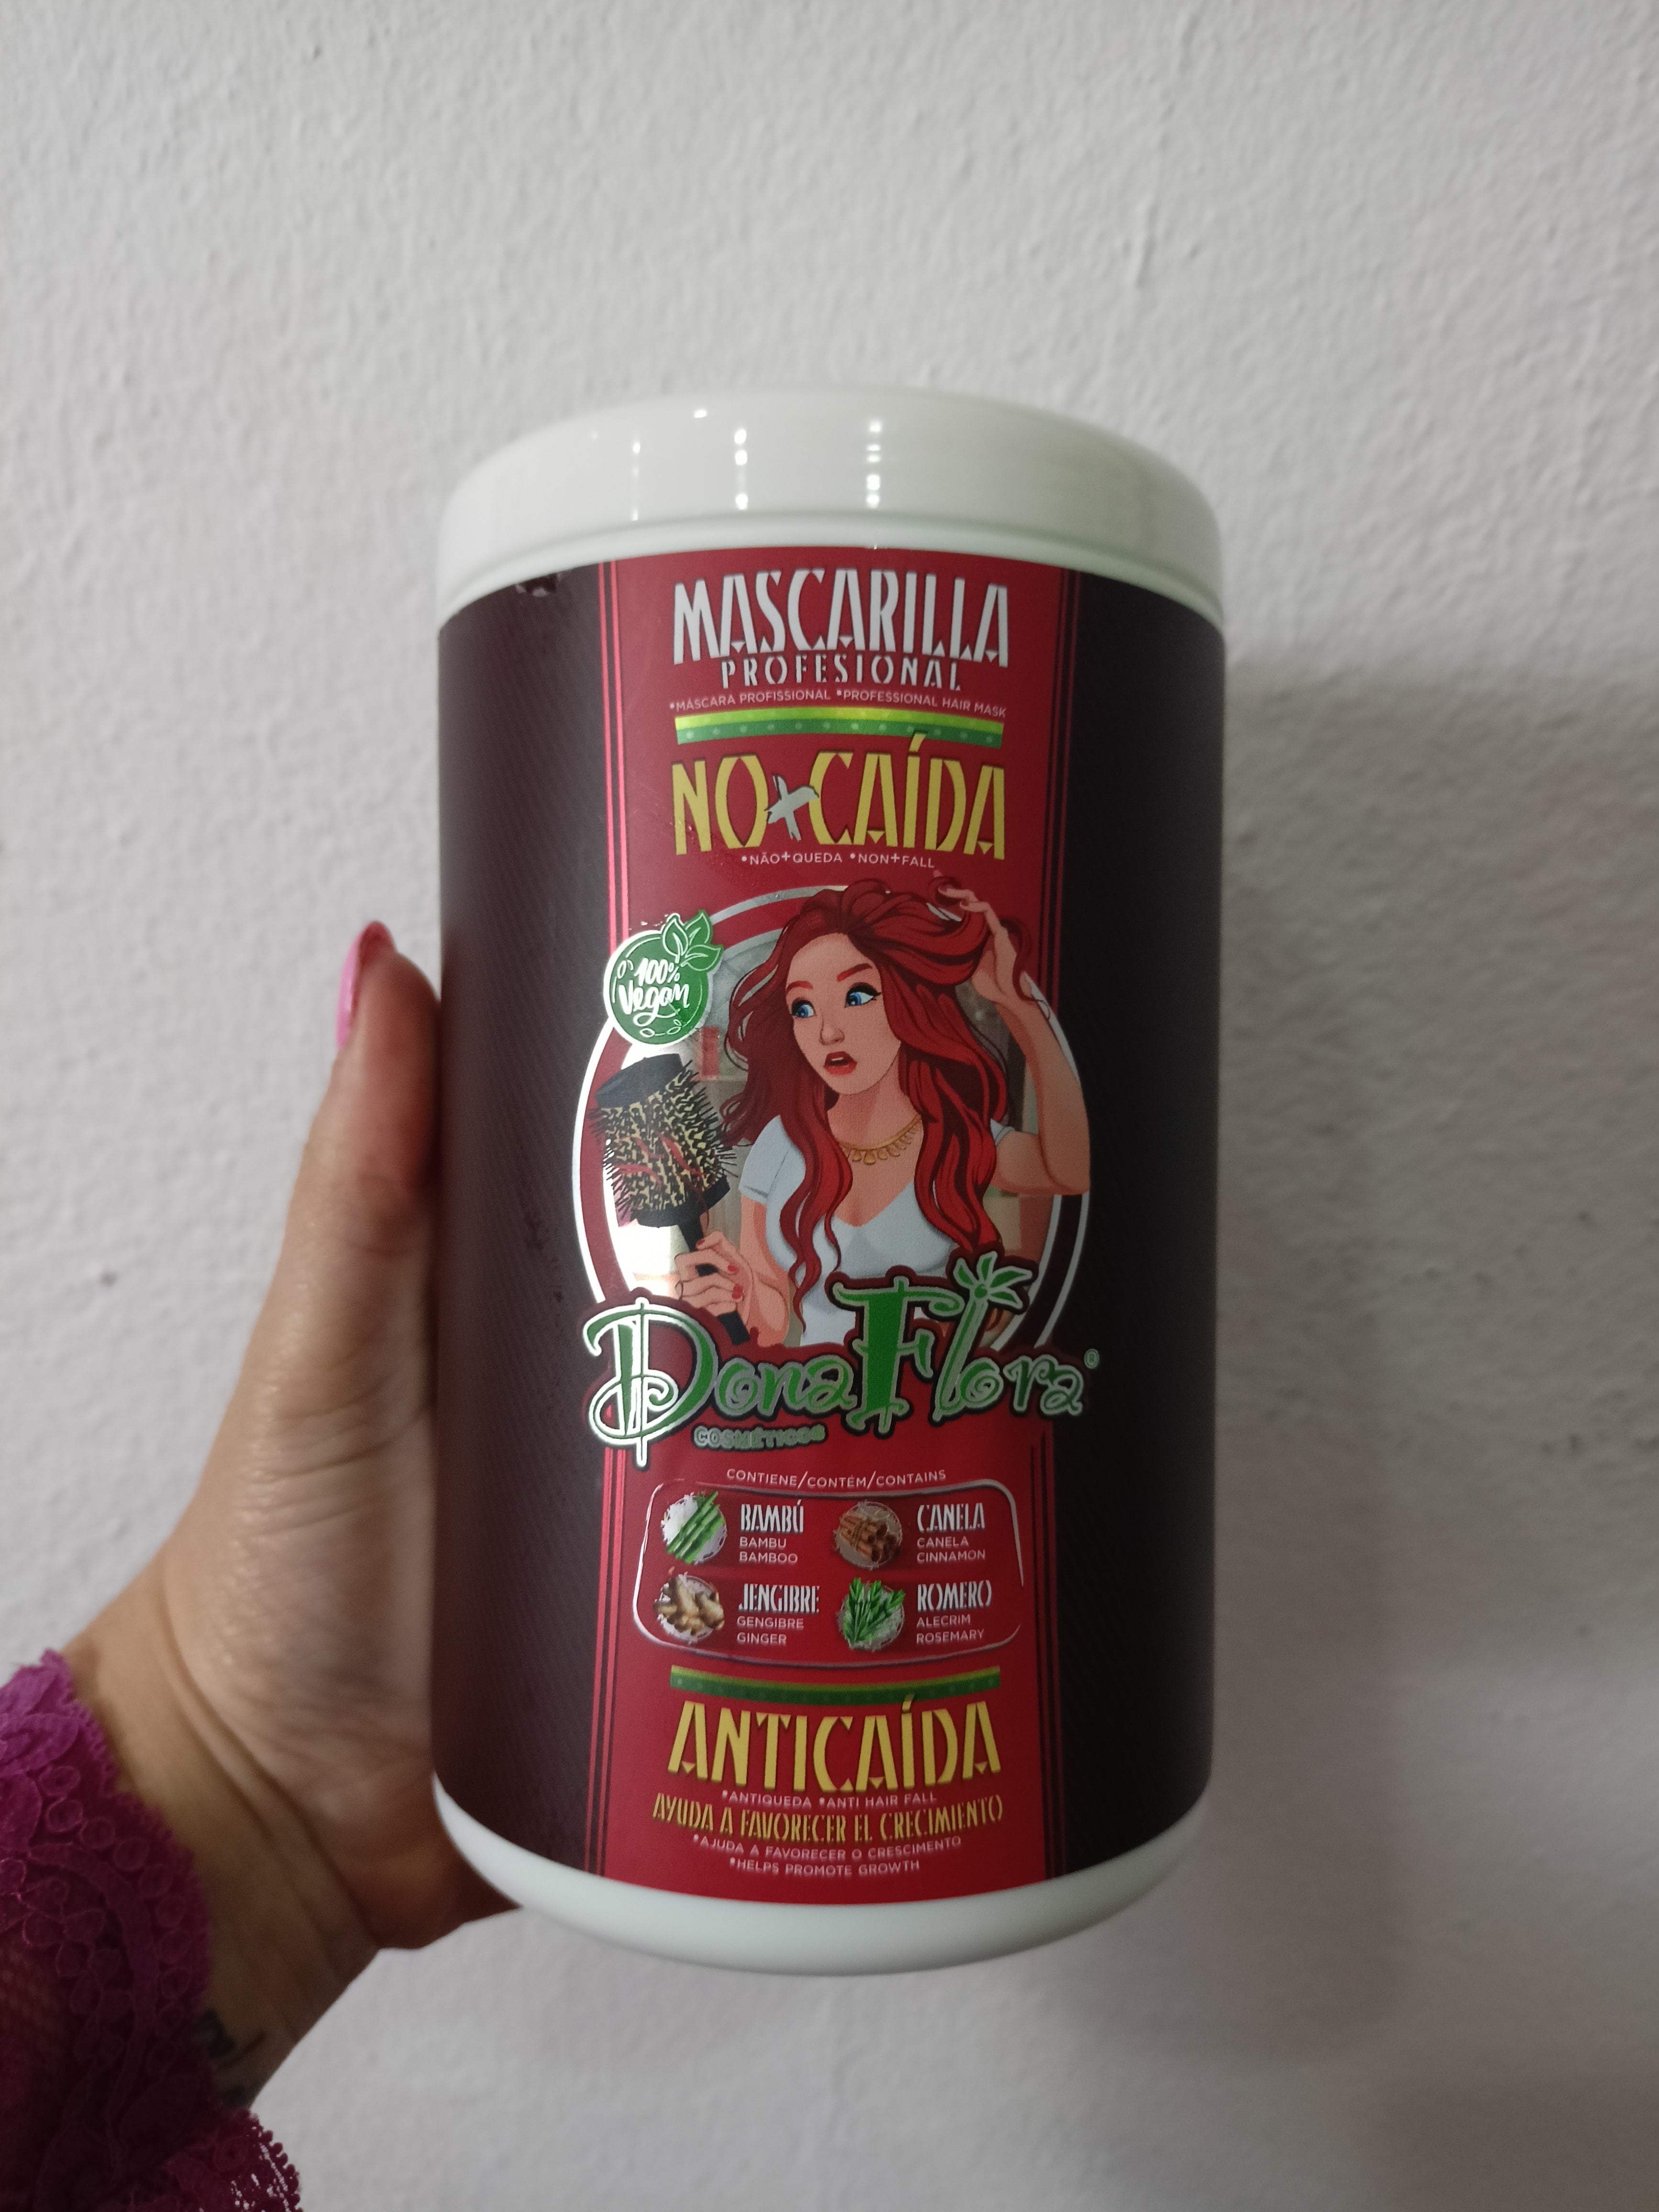 MASCARILLA
PROFESIONAL
•MÁSCARA PROFISSIONAL •PROFESSIONAL HAIR MASK
NO+CAÍDA
•NÃO+QUEDA •NON+FALL
100%
Vegan
Dona Flora®
COSMÉTICOS
CONTIENE/CONTÉM/CONTAINS
BAMBÚ
BAMBU
BAMBOO
CANELA
CANELA
CINNAMON
JENGIBRE
GENGIBRE
GINGER
ROMERO
ALECRIM
ROSEMARY
ANTICAÍDA
•ANTIQUEDA •ANTI HAIR FALL
AYUDA A FAVORECER EL CRECIMIENTO
•AJUDA A FAVORECER O CRESCIMENTO
•HELPS PROMOTE GROWTH